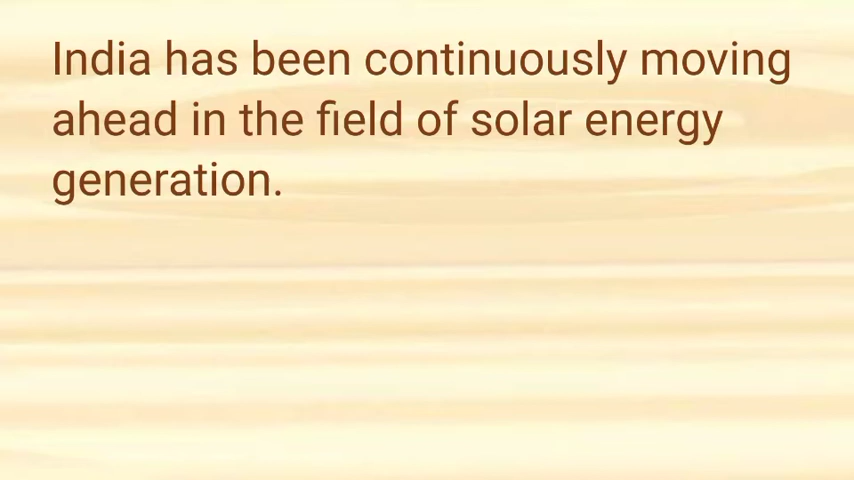 India has been continuously moving
ahead in the field of solar energy
generation.